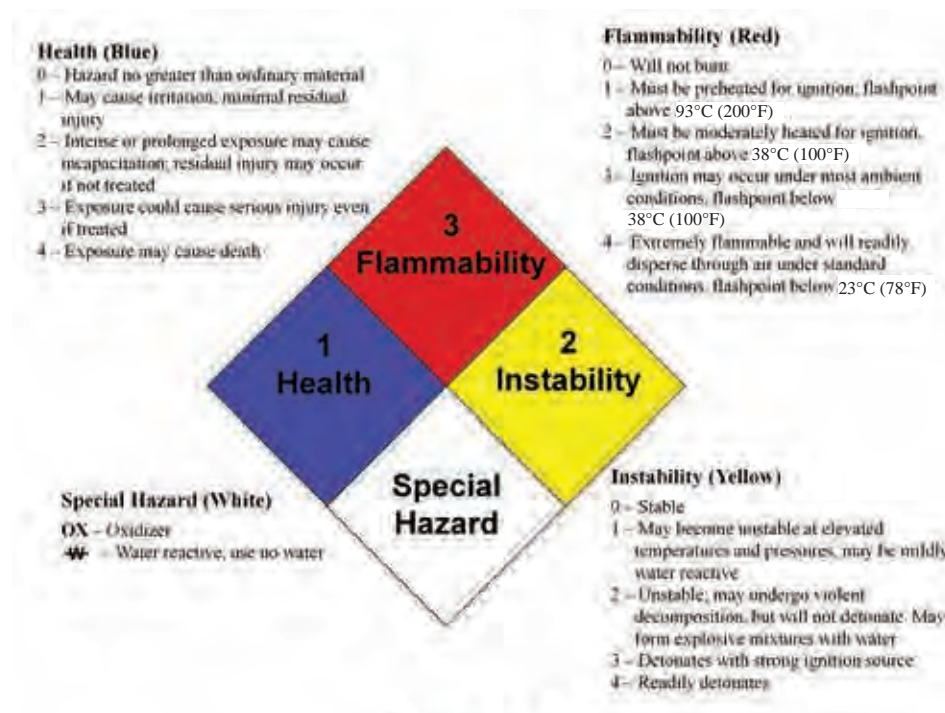 Health (Blue)
0 – Hazard no greater than ordinary material
1 – May cause irritation, minimal residual
injury
2 – Intense or prolonged exposure may cause
incapacitation; residual injury may occur
if not treated
3 – Exposure could cause serious injury even
if treated
4 – Exposure may cause death
Flammability (Red)
0 – Will not burn
1 – Must be preheated for ignition, flashpoint
above 93°C (200°F)
2 – Must be moderately heated for ignition,
flashpoint above 38°C (100°F)
3 – Ignition may occur under most ambient
conditions, flashpoint below
38°C (100°F)
4 – Extremely flammable and will readily
disperse through air under standard
conditions, flashpoint below 23°C (78°F)
3
Flammability
1
Health
2
Instability
Special
Hazard
Special Hazard (White)
OX – Oxidizer
W – Water reactive, use no water
Instability (Yellow)
0 – Stable
1 – May become unstable at elevated
temperatures and pressures, may be mildly
water reactive
2 – Unstable; may undergo violent
decomposition, but will not detonate. May
form explosive mixtures with water
3 – Detonates with strong ignition source
4 – Readily detonates